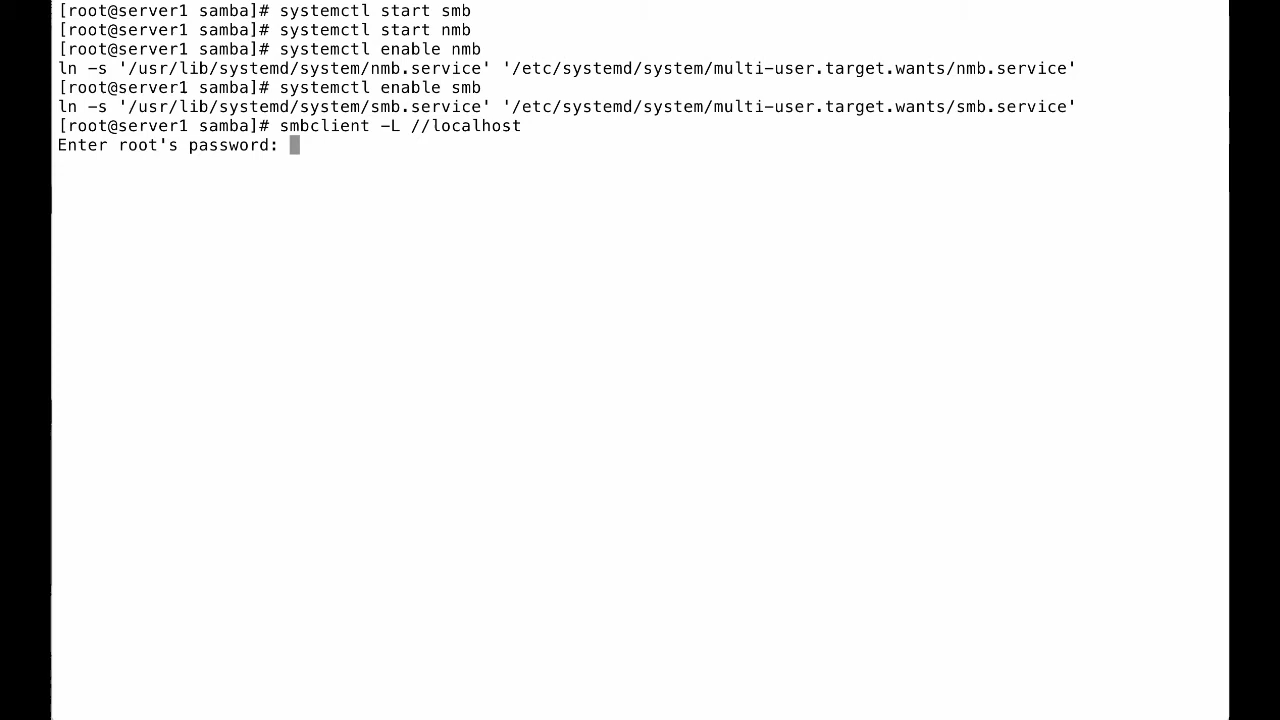 [root@server1 samba]# systemctl start smb
[root@server1 samba]# systemctl start nmb
[root@server1 samba]# systemctl enable nmb
ln -s '/usr/lib/systemd/system/nmb.service' '/etc/systemd/system/multi-user.target.wants/nmb.service'
[root@server1 samba]# systemctl enable smb
ln -s '/usr/lib/systemd/system/smb.service' '/etc/systemd/system/multi-user.target.wants/smb.service'
[root@server1 samba]# smbclient -L //localhost
Enter root's password: